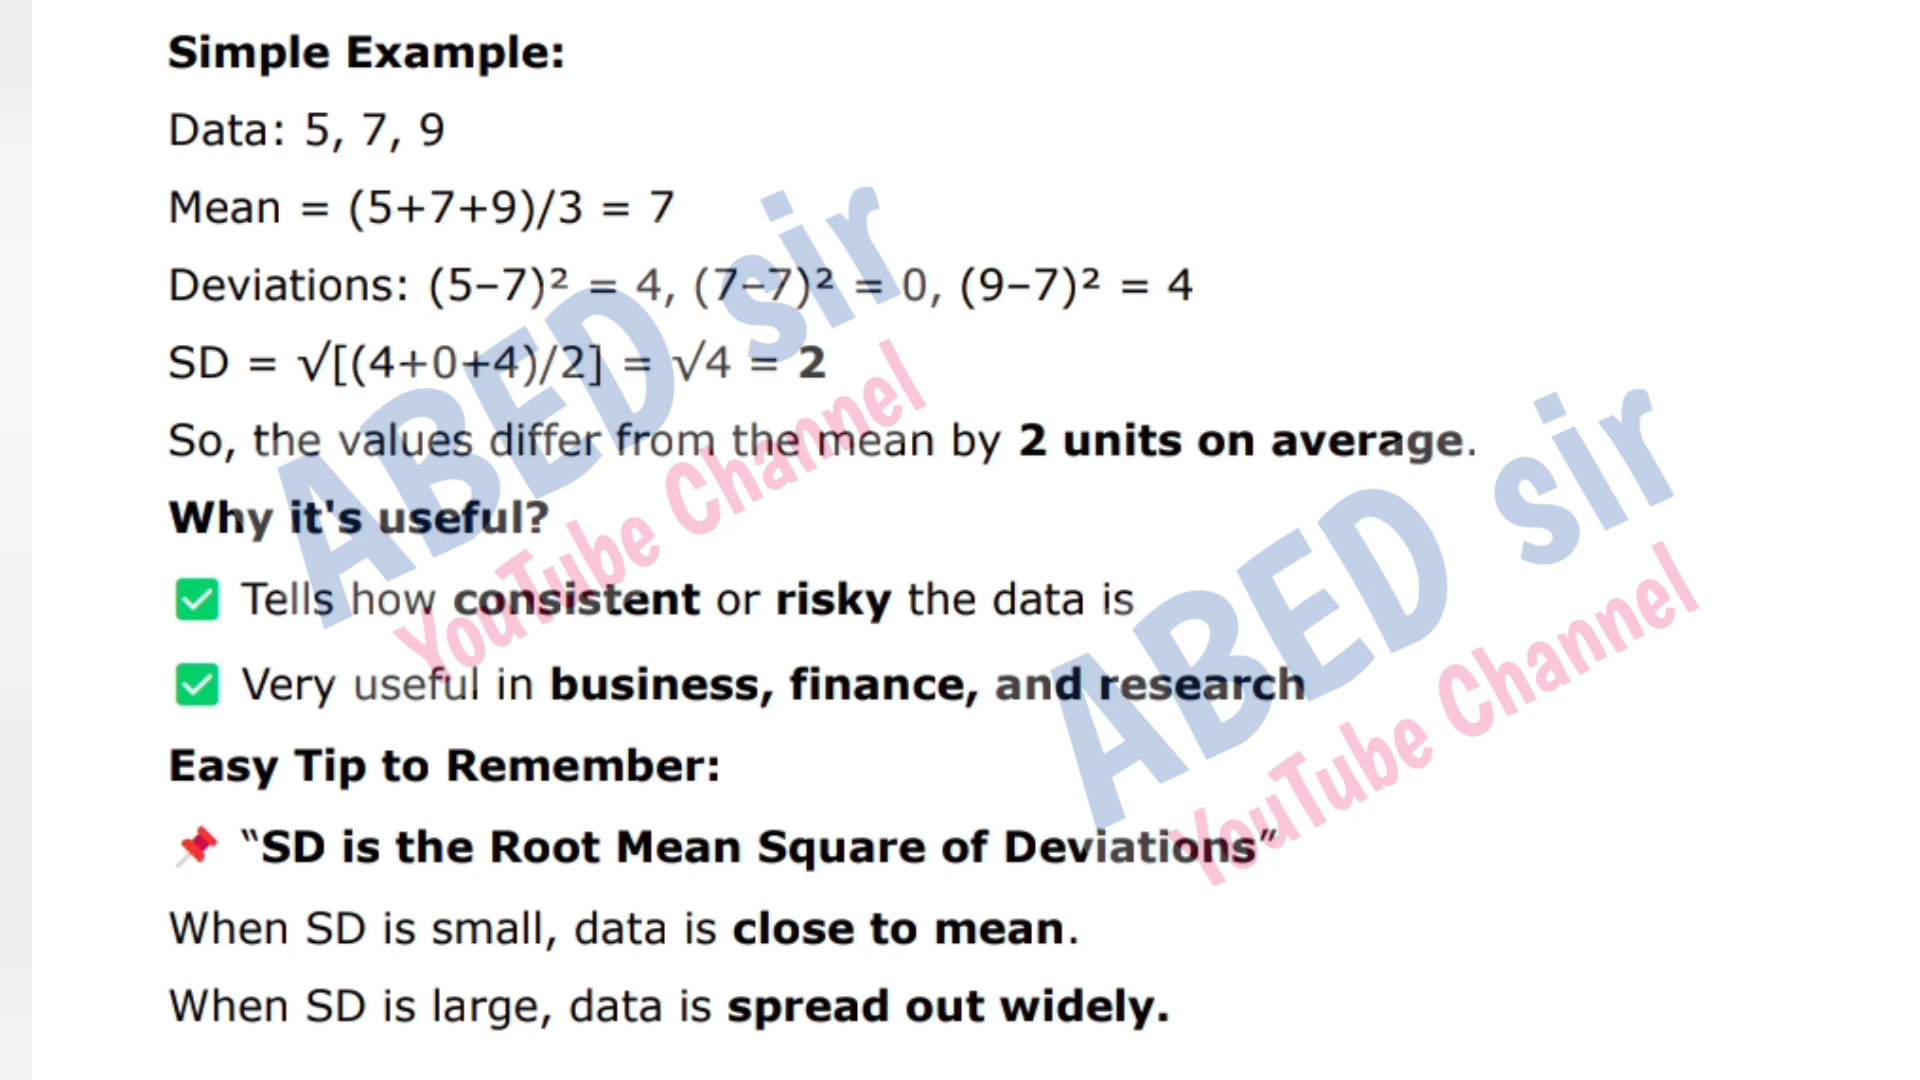 Simple Example:
Data: 5, 7, 9
Mean = (5+7+9)/3 = 7
Deviations: (5–7)² = 4, (7–7)² = 0, (9–7)² = 4
SD = √[(4+0+4)/2] = √4 = 2
So, the values differ from the mean by 2 units on average.
Why it's useful?
✅ Tells how consistent or risky the data is
✅ Very useful in business, finance, and research
Easy Tip to Remember:
📌 “SD is the Root Mean Square of Deviations”
When SD is small, data is close to mean.
When SD is large, data is spread out widely.
ABED sir
YouTube Channel
ABED sir
YouTube Channel